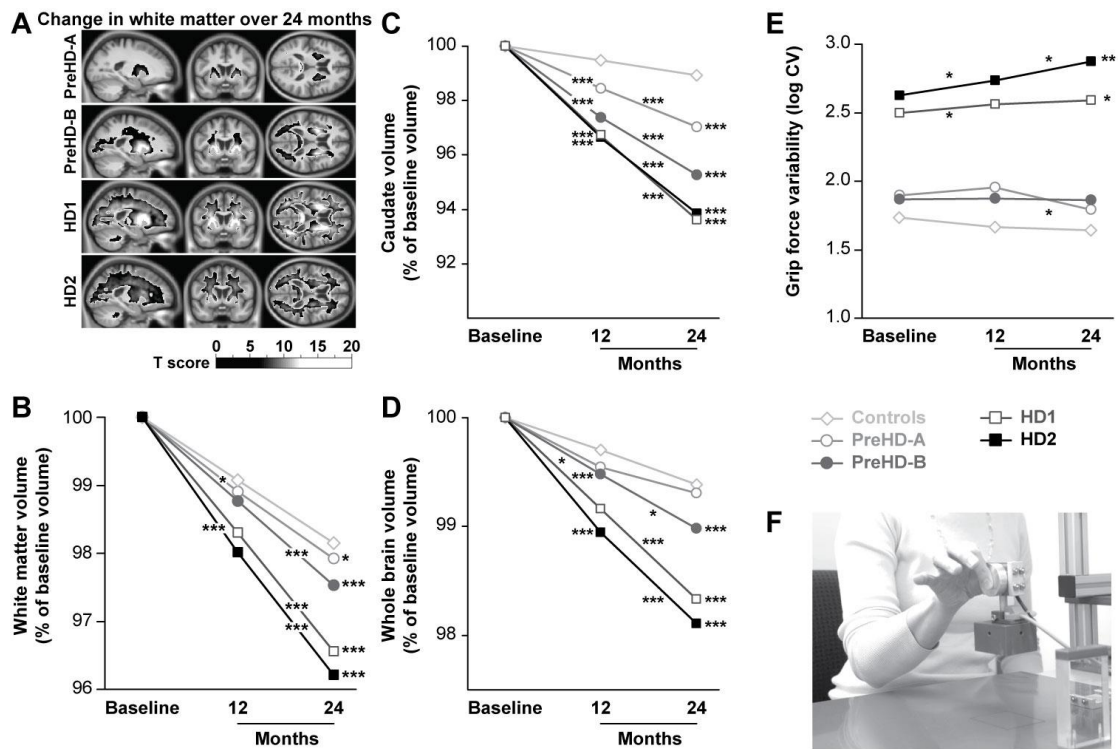 A
Change in white matter over 24 months
PreHD-A
PreHD-B
HD1
HD2
T score
0 5 10 15 20
C
Caudate volume
(% of baseline volume)
100
98
96
94
92
***
***
***
***
***
***
***
***
***
***
***
***
Baseline 12 24
Months
E
Grip force variability (log CV)
3.0
2.5
2.0
1.5
1.0
*
*
**
*
*
*
Baseline 12 24
Months
B
White matter volume
(% of baseline volume)
100
99
98
97
96
*
***
***
*
***
***
***
***
***
Baseline 12 24
Months
D
Whole brain volume
(% of baseline volume)
100
99
98
*
***
*
***
***
***
***
***
***
Baseline 12 24
Months
Controls
PreHD-A
PreHD-B
HD1
HD2
F